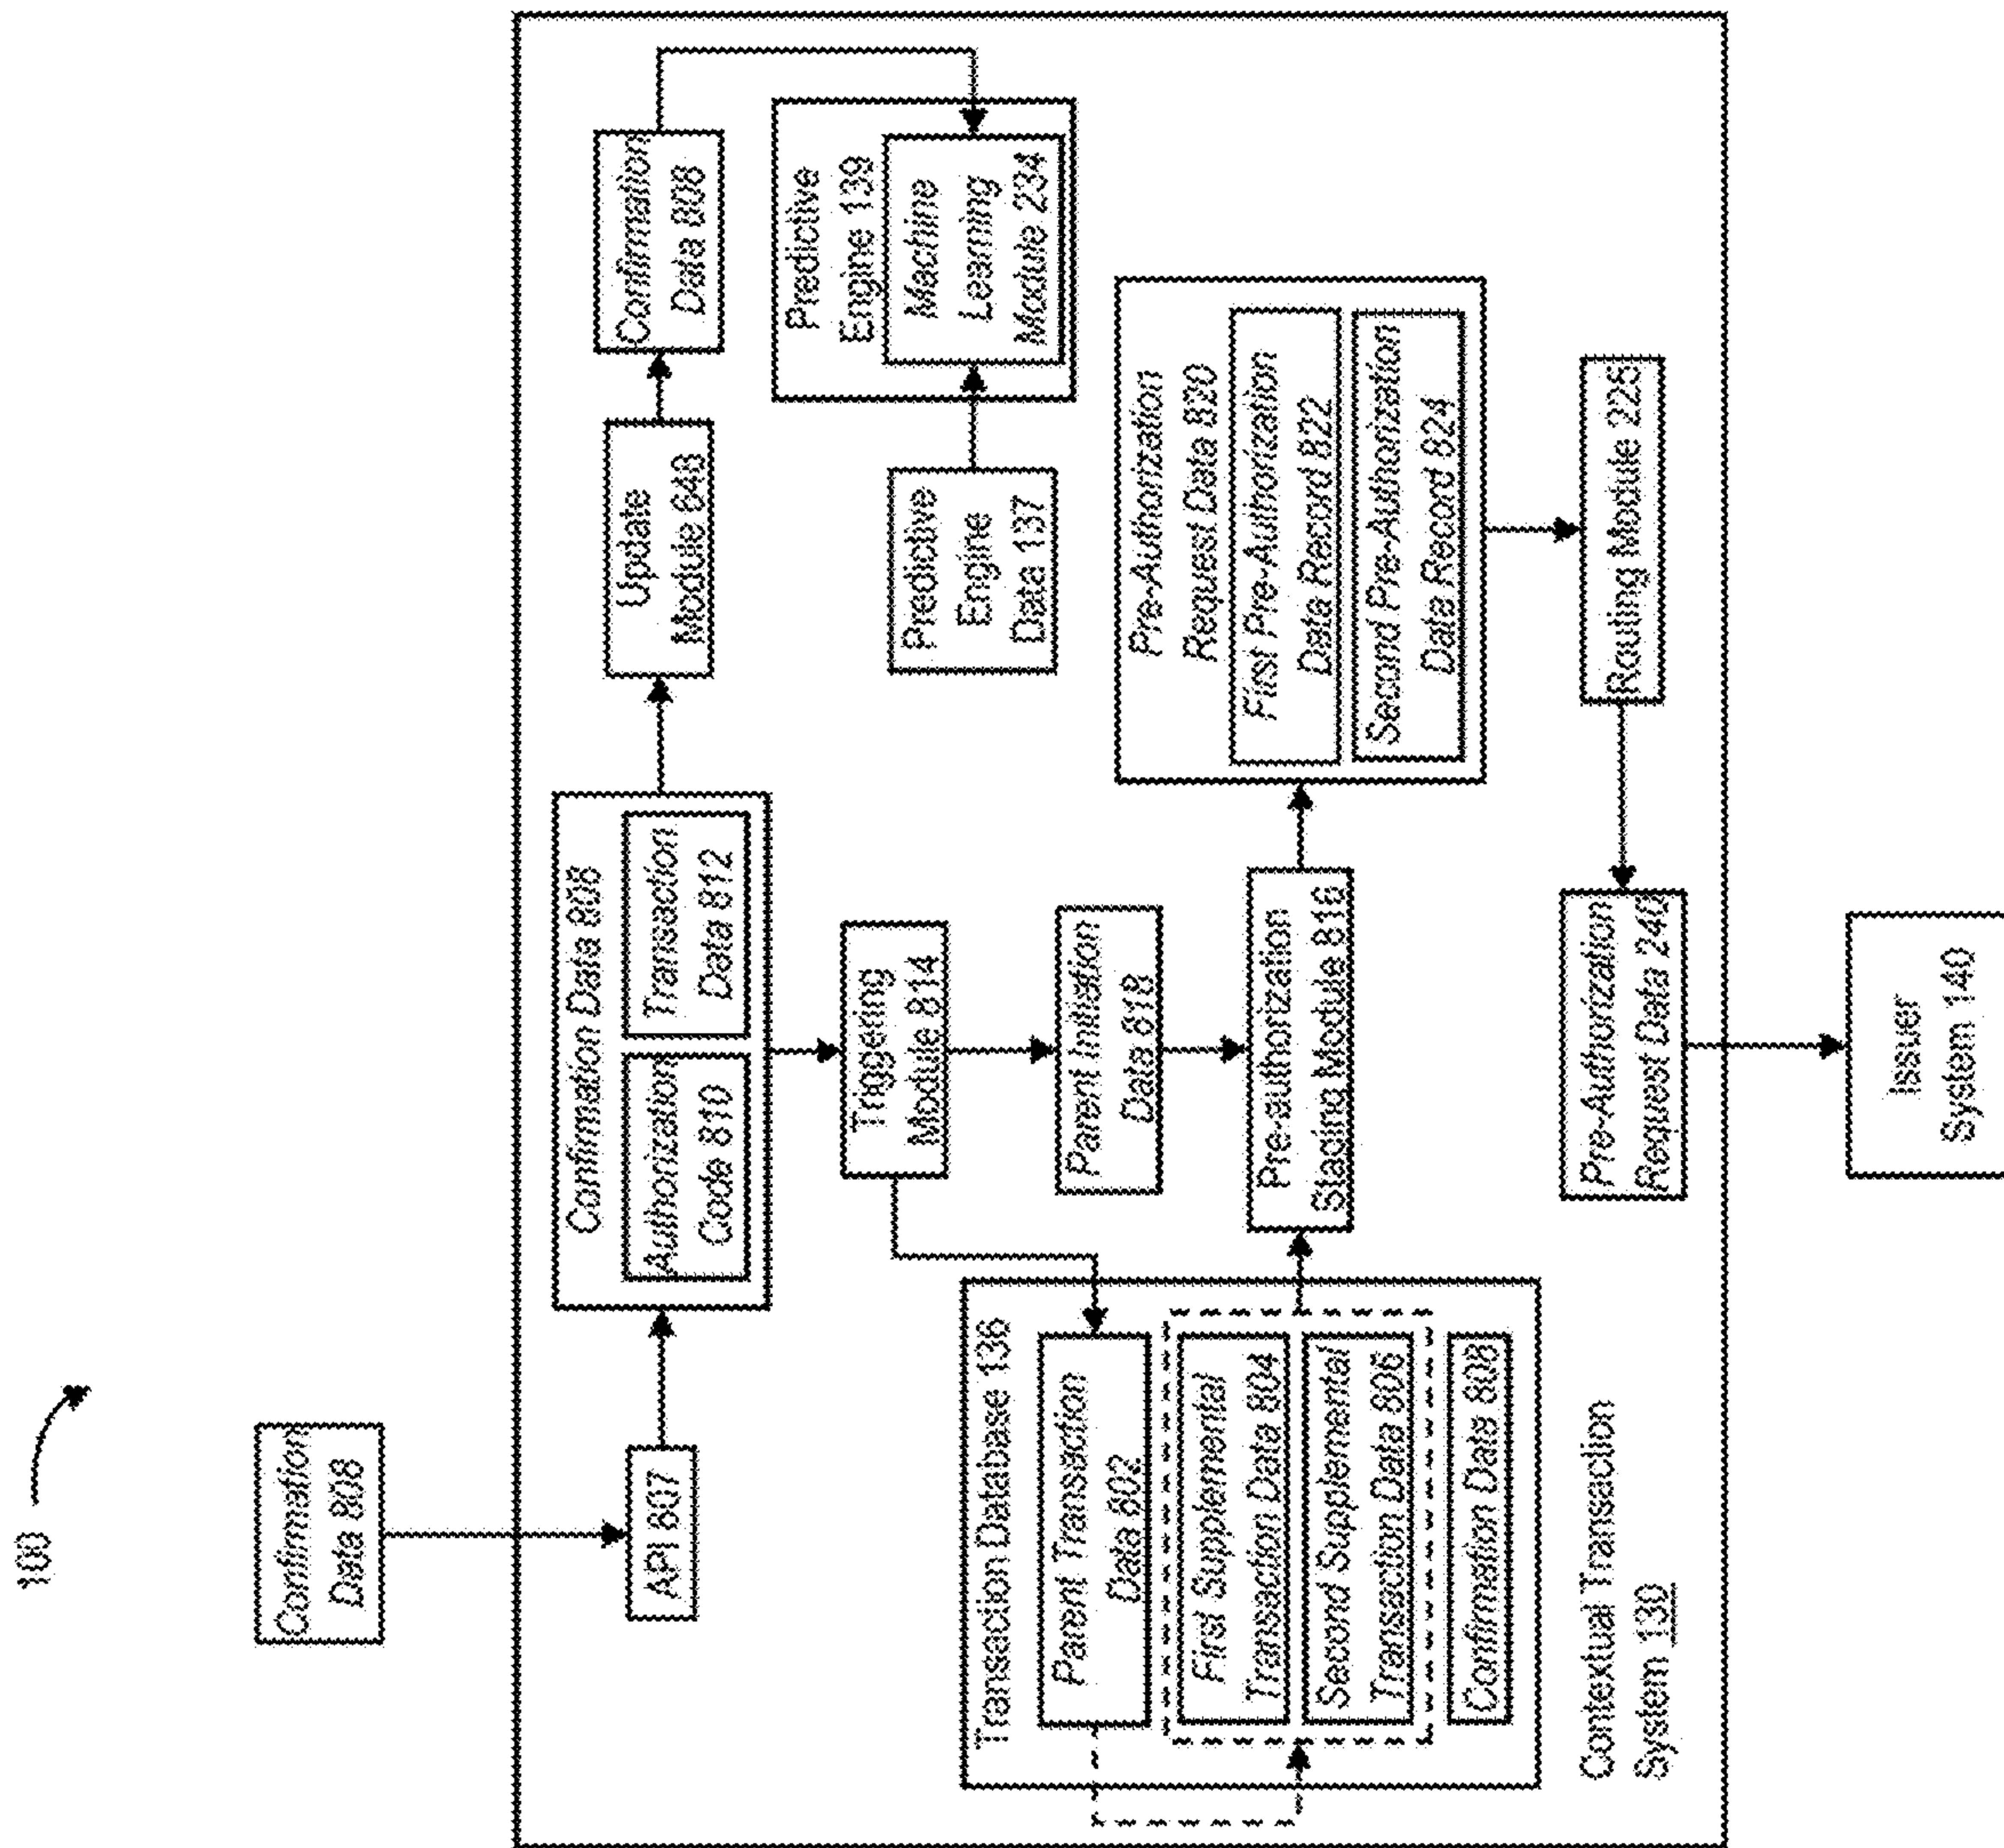 100
Confirmation
Data 808
API 807
Confirmation Data 808
Authorization
Code 810
Transaction
Data 812
Update
Module 648
Confirmation
Data 808
Predictive
Engine 139
Machine
Learning
Module 234
Predictive
Engine
Data 137
Triggering
Module 814
Parent Initiation
Data 818
Pre-authorization
Staging Module 816
Transaction Database 136
Parent Transaction
Data 802
First Supplemental
Transaction Data 804
Second Supplemental
Transaction Data 806
Confirmation Data 808
Pre-Authorization
Request Data 820
First Pre-Authorization
Data Record 822
Second Pre-Authorization
Data Record 824
Routing Module 226
Pre-Authorization
Request Data 240
Contextual Transaction
System 130
Issuer
System 140